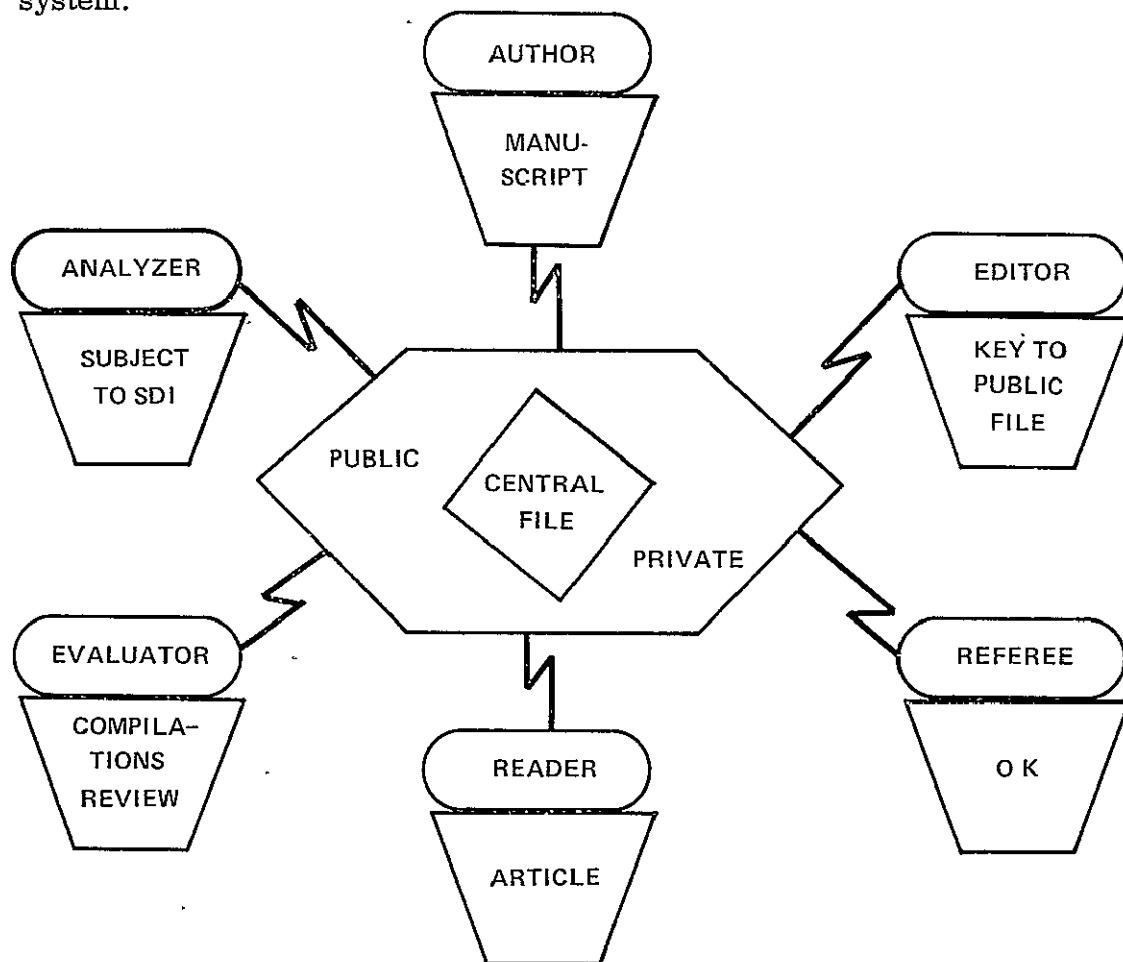 system.
AUTHOR
MANU-
SCRIPT
ANALYZER
SUBJECT
TO SDI
EDITOR
KEY TO
PUBLIC
FILE
PUBLIC
CENTRAL
FILE
PRIVATE
EVALUATOR
COMPILA-
TIONS
REVIEW
READER
ARTICLE
REFEREE
O K